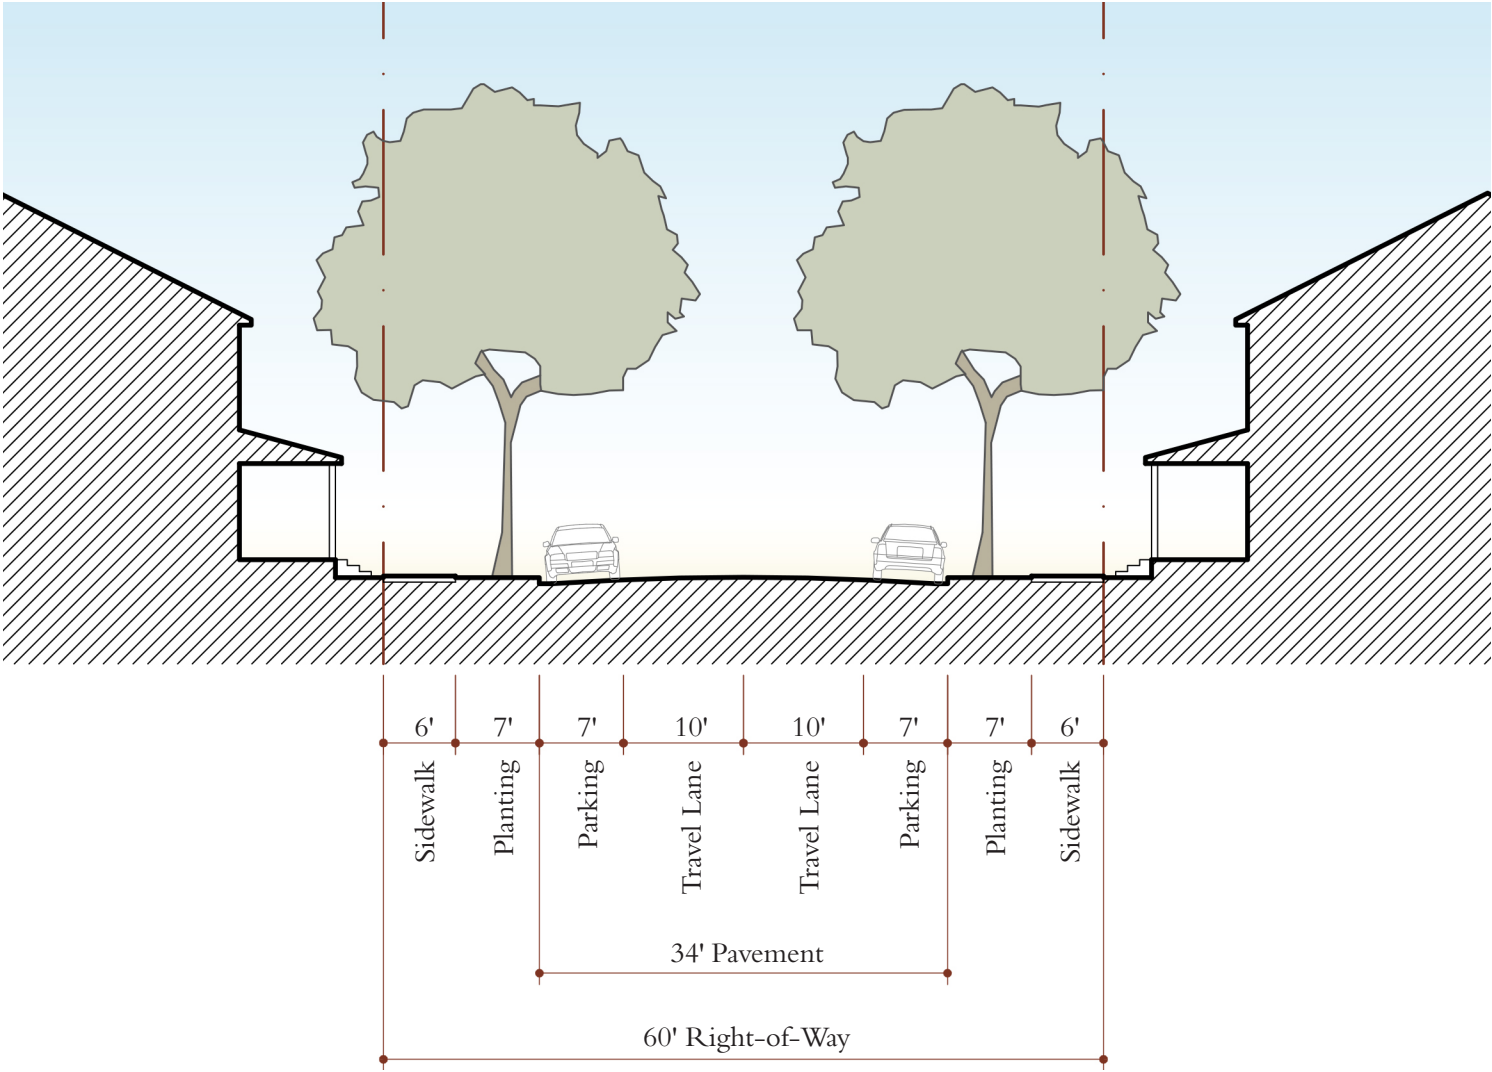 6' 7' 7' 10' 10' 7' 7' 6'
Sidewalk
Planting
Parking
Travel Lane
Travel Lane
Parking
Planting
Sidewalk
34' Pavement
60' Right-of-Way